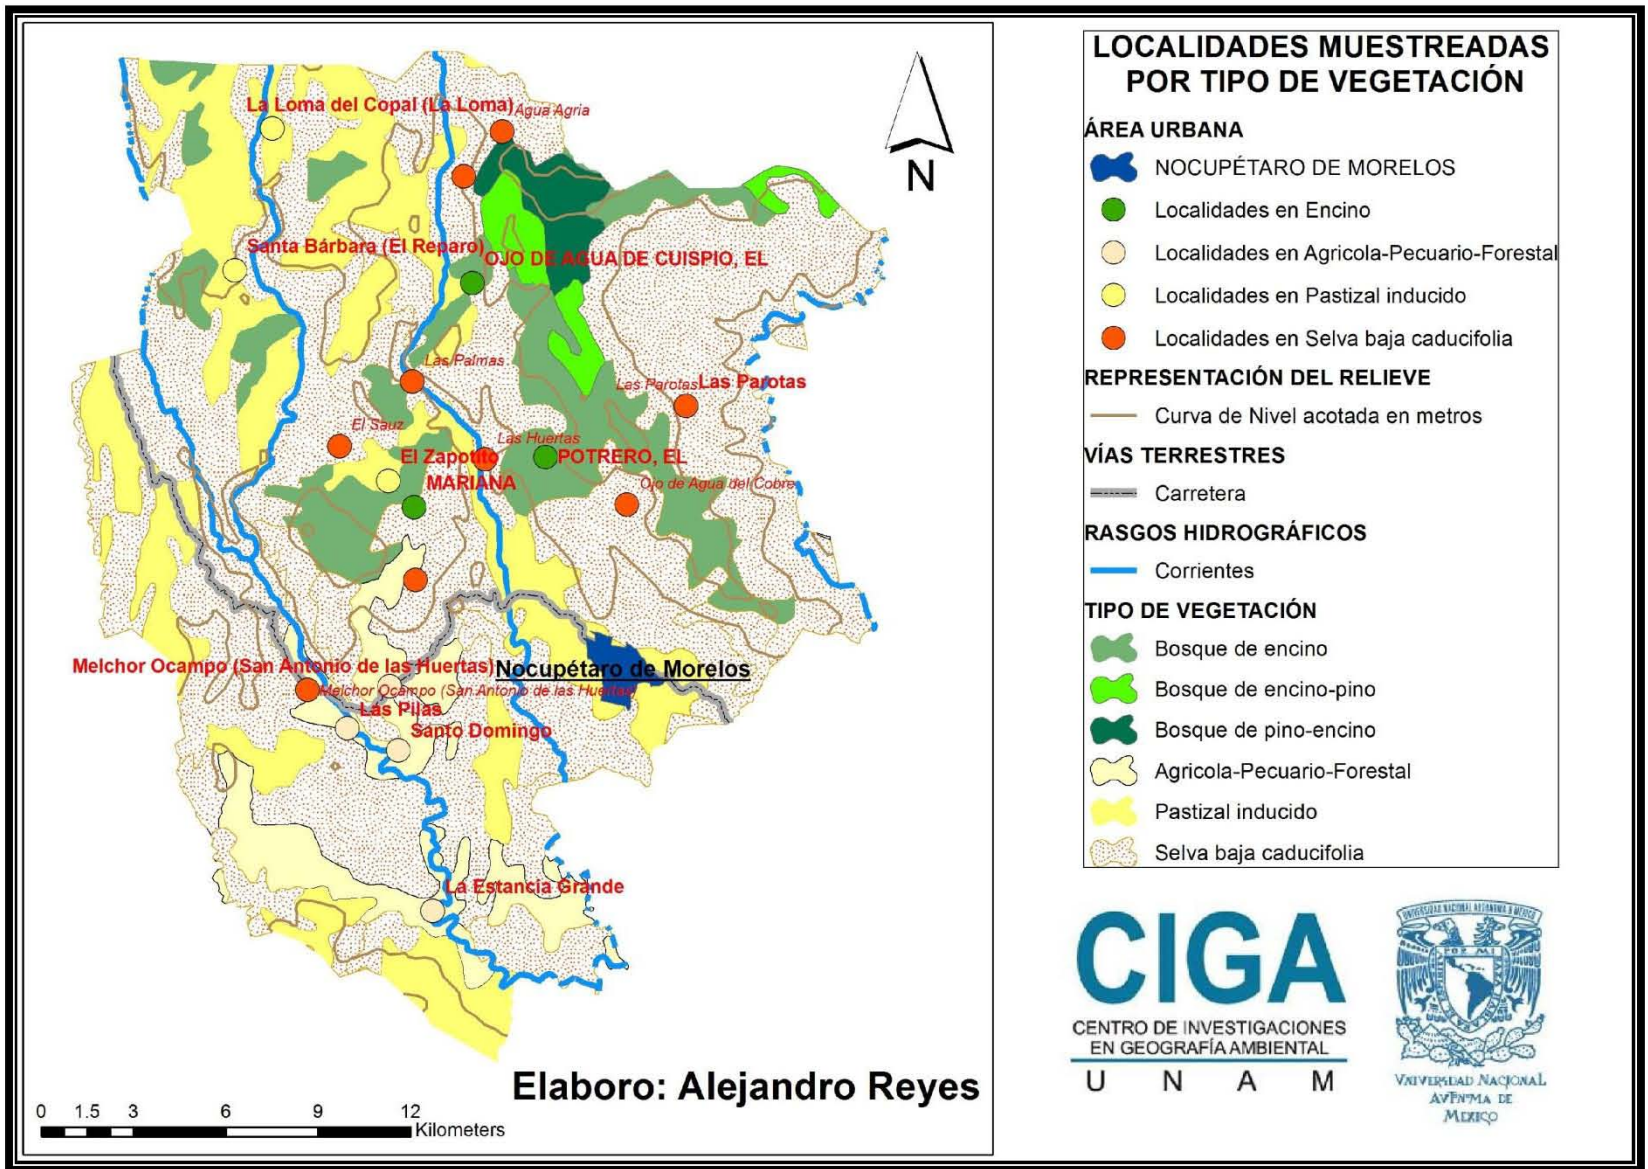 La Loma del Copal (La Loma)
Agua Agria
N
Santa Bárbara (El Reparo)
OJO DE AGUA DE CUISPIO, EL
Las Palmas
Las Parotas
Las Parotas
El Sauz
Las Huertas
El Zapotito
POTRERO, EL
MARIANA
Ojo de Agua del Cobre
Melchor Ocampo (San Antonio de las Huertas)
Nocupétaro de Morelos
Melchor Ocampo (San Antonio de las Huertas)
Las Pilas
Santo Domingo
La Estancia Grande
Elaboro: Alejandro Reyes
0 1.5 3 6 9 12
Kilometers
LOCALIDADES MUESTREADAS
POR TIPO DE VEGETACIÓN
ÁREA URBANA
NOCUPÉTARO DE MORELOS
Localidades en Encino
Localidades en Agricola-Pecuario-Forestal
Localidades en Pastizal inducido
Localidades en Selva baja caducifolia
REPRESENTACIÓN DEL RELIEVE
Curva de Nivel acotada en metros
VÍAS TERRESTRES
Carretera
RASGOS HIDROGRÁFICOS
Corrientes
TIPO DE VEGETACIÓN
Bosque de encino
Bosque de encino-pino
Bosque de pino-encino
Agricola-Pecuario-Forestal
Pastizal inducido
Selva baja caducifolia
CIGA
CENTRO DE INVESTIGACIONES
EN GEOGRAFÍA AMBIENTAL
U N A M
VNIVERSDAD NACJONAL
MEXICO